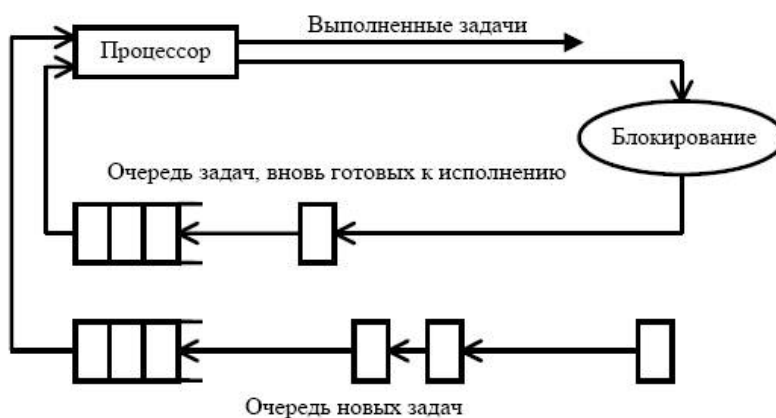 Выполненные задачи
Процессор
Блокирование
Очередь задач, вновь готовых к исполнению
Очередь новых задач